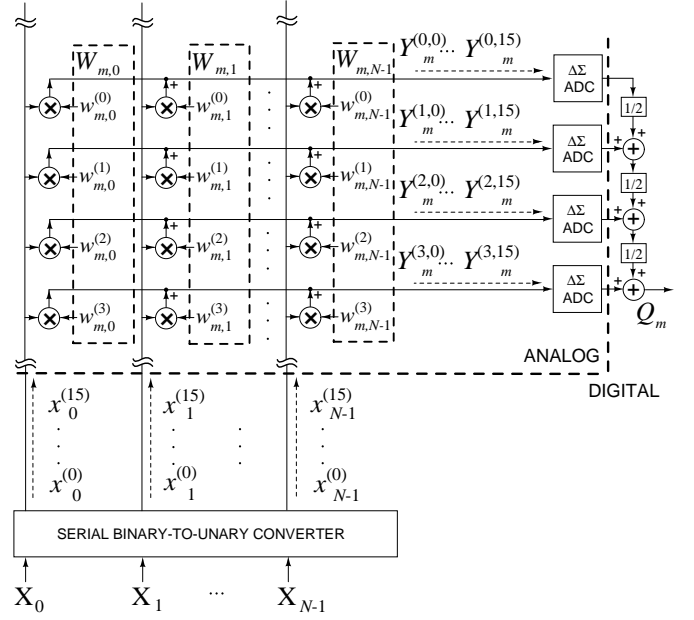 W_{m,0} W_{m,1} W_{m,N-1} Y_m^{(0,0)} ... Y_m^{(0,15)} ΔΣ ADC
w_{m,0}^{(0)} + w_{m,1}^{(0)} + w_{m,N-1}^{(0)} 1/2
Y_m^{(1,0)} ... Y_m^{(1,15)} ΔΣ ADC + +
w_{m,0}^{(1)} + w_{m,1}^{(1)} + w_{m,N-1}^{(1)} 1/2
Y_m^{(2,0)} ... Y_m^{(2,15)} ΔΣ ADC + +
w_{m,0}^{(2)} + w_{m,1}^{(2)} + w_{m,N-1}^{(2)} 1/2
Y_m^{(3,0)} ... Y_m^{(3,15)} ΔΣ ADC + +
w_{m,0}^{(3)} + w_{m,1}^{(3)} + w_{m,N-1}^{(3)} Q_m
ANALOG
DIGITAL
x_0^{(15)} x_1^{(15)} x_{N-1}^{(15)}
x_0^{(0)} x_1^{(0)} x_{N-1}^{(0)}
SERIAL BINARY-TO-UNARY CONVERTER
X_0 X_1 ... X_{N-1}